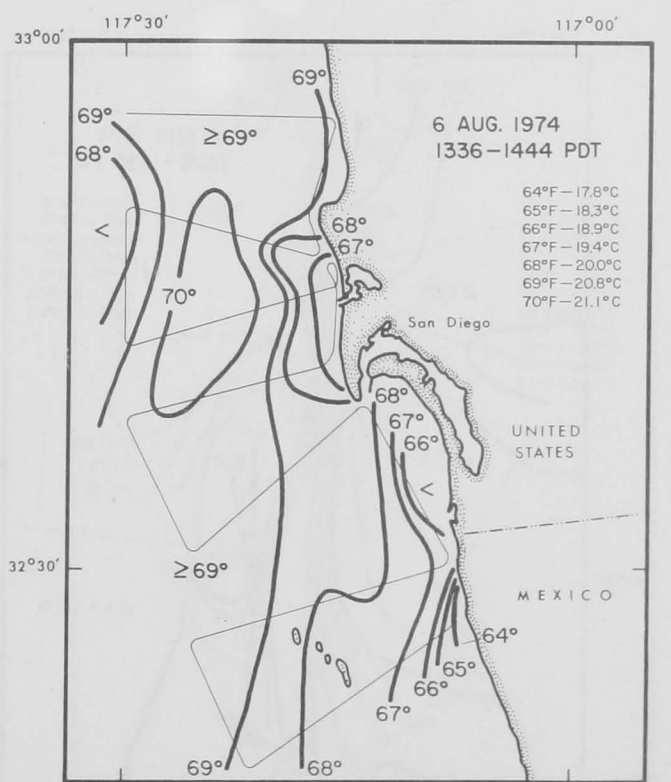 117°30′
117°00′
33°00′
69°
69°
≥69°
6 AUG. 1974
1336–1444 PDT
68°
64°F–17.8°C
65°F–18.3°C
66°F–18.9°C
67°F–19.4°C
68°F–20.0°C
69°F–20.8°C
70°F–21.1°C
<
68°
67°
70°
San Diego
68°
67°
66°
UNITED
STATES
<
32°30′
≥69°
MEXICO
64°
65°
66°
67°
69°
68°